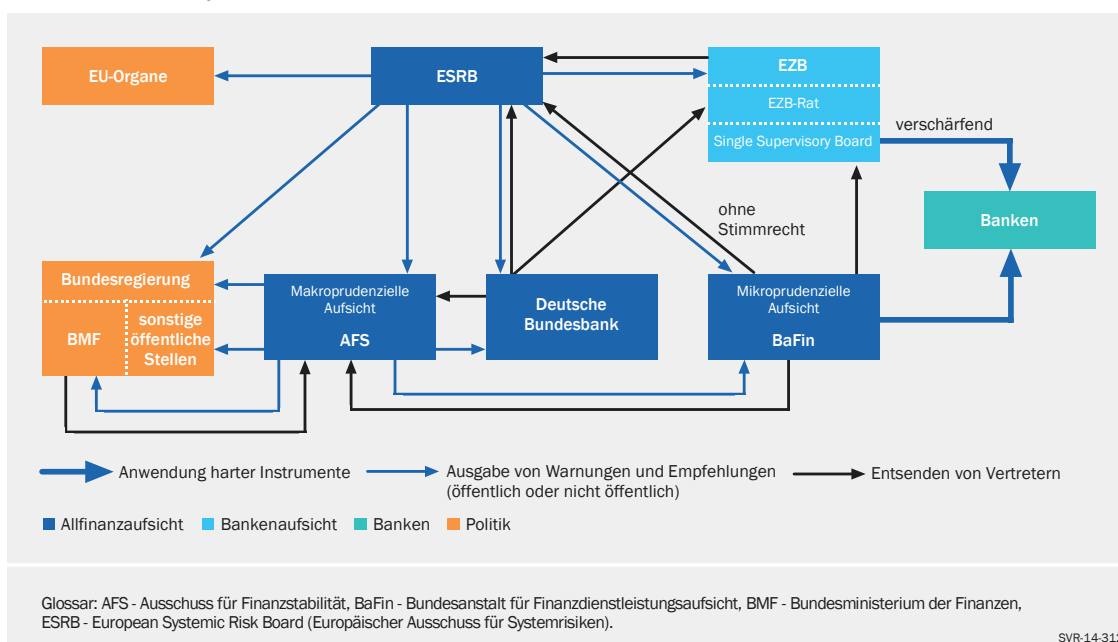 EU-Organe
ESRB
EZB
EZB-Rat
Single Supervisory Board
verschärfend
Banken
ohne
Stimmrecht
Bundesregierung
BMF
sonstige
öffentliche
Stellen
Makroprudenzielle
Aufsicht
AFS
Deutsche
Bundesbank
Mikroprudenzielle
Aufsicht
BaFin
Anwendung harter Instrumente
Ausgabe von Warnungen und Empfehlungen
(öffentlich oder nicht öffentlich)
Entsenden von Vertretern
Allfinanzaufsicht
Bankenaufsicht
Banken
Politik
Glossar: AFS - Ausschuss für Finanzstabilität, BaFin - Bundesanstalt für Finanzdienstleistungsaufsicht, BMF - Bundesministerium der Finanzen,
ESRB - European Systemic Risk Board (Europäischer Ausschuss für Systemrisiken).